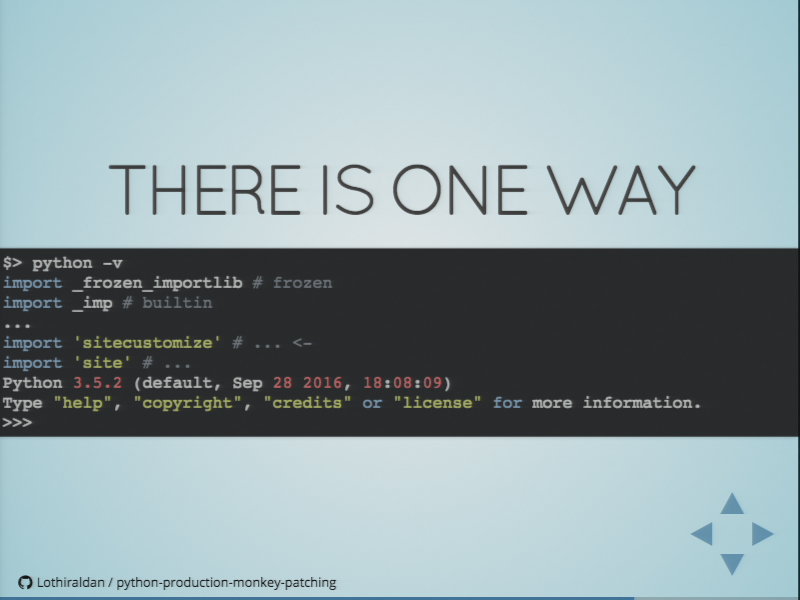 THERE IS ONE WAY
$> python -v
import _frozen_importlib # frozen
import _imp # builtin
...
import 'sitecustomize' # ... <-
import 'site' # ...
Python 3.5.2 (default, Sep 28 2016, 18:08:09)
Type "help", "copyright", "credits" or "license" for more information.
>>>
Lothiraldan / python-production-monkey-patching